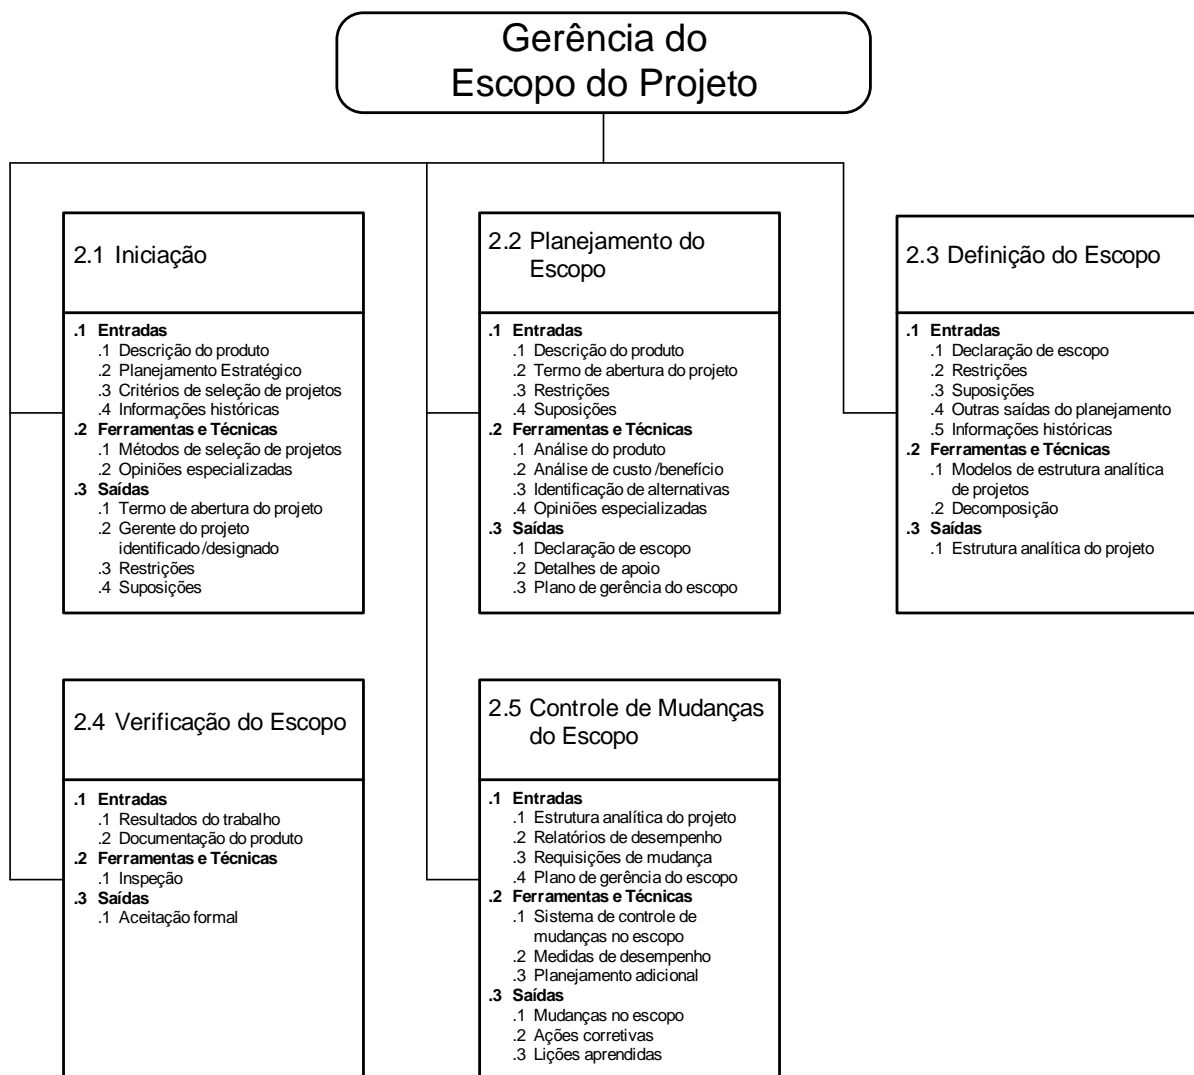 Gerência do
Escopo do Projeto
2.1 Iniciação
.1 Entradas
.1 Descrição do produto
.2 Planejamento Estratégico
.3 Critérios de seleção de projetos
.4 Informações históricas
.2 Ferramentas e Técnicas
.1 Métodos de seleção de projetos
.2 Opiniões especializadas
.3 Saídas
.1 Termo de abertura do projeto
.2 Gerente do projeto
identificado/designado
.3 Restrições
.4 Suposições
2.2 Planejamento do
Escopo
.1 Entradas
.1 Descrição do produto
.2 Termo de abertura do projeto
.3 Restrições
.4 Suposições
.2 Ferramentas e Técnicas
.1 Análise do produto
.2 Análise de custo/benefício
.3 Identificação de alternativas
.4 Opiniões especializadas
.3 Saídas
.1 Declaração de escopo
.2 Detalhes de apoio
.3 Plano de gerência do escopo
2.3 Definição do Escopo
.1 Entradas
.1 Declaração de escopo
.2 Restrições
.3 Suposições
.4 Outras saídas do planejamento
.5 Informações históricas
.2 Ferramentas e Técnicas
.1 Modelos de estrutura analítica
de projetos
.2 Decomposição
.3 Saídas
.1 Estrutura analítica do projeto
2.4 Verificação do Escopo
.1 Entradas
.1 Resultados do trabalho
.2 Documentação do produto
.2 Ferramentas e Técnicas
.1 Inspeção
.3 Saídas
.1 Aceitação formal
2.5 Controle de Mudanças
do Escopo
.1 Entradas
.1 Estrutura analítica do projeto
.2 Relatórios de desempenho
.3 Requisições de mudança
.4 Plano de gerência do escopo
.2 Ferramentas e Técnicas
.1 Sistema de controle de
mudanças no escopo
.2 Medidas de desempenho
.3 Planejamento adicional
.3 Saídas
.1 Mudanças no escopo
.2 Ações corretivas
.3 Lições aprendidas